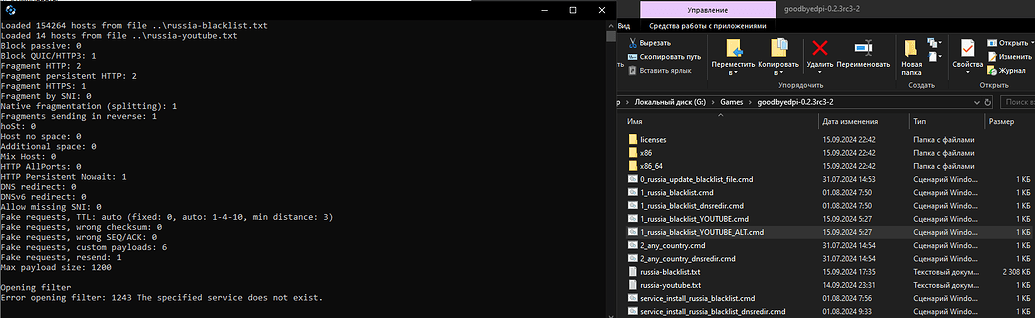 Loaded 154264 hosts from file ..\russia-blacklist.txt
Loaded 14 hosts from file ..\russia-youtube.txt
Block passive: 0
Block QUIC/HTTP3: 1
Fragment HTTP: 2
Fragment persistent HTTP: 2
Fragment HTTPS: 1
Fragment by SNI: 0
Native fragmentation (splitting): 1
Fragments sending in reverse: 1
hoSt: 0
Host no space: 0
Additional space: 0
Mix Host: 0
HTTP AllPorts: 0
HTTP Persistent Nowait: 1
DNS redirect: 0
DNSv6 redirect: 0
Allow missing SNI: 0
Fake requests, TTL: auto (fixed: 0, auto: 1-4-10, min distance: 3)
Fake requests, wrong checksum: 0
Fake requests, wrong SEQ/ACK: 0
Fake requests, custom payloads: 6
Fake requests, resend: 1
Max payload size: 1200
Opening filter
Error opening filter: 1243 The specified service does not exist.
Управление
goodbyedpi-0.2.3rc3-2
Вид
Средства работы с приложениями
Вырезать
Скопировать путь
Вставить ярлык
Переместить в
Копировать в
Удалить
Переименовать
Новая папка
Свойства
Открыть
Изменить
Журнал
Упорядочить
Создать
Открыть
р › Локальный диск (G:) › Games › goodbyedpi-0.2.3rc3-2
Поиск в
Имя Дата изменения Тип Размер
licenses 15.09.2024 22:42 Папка с файлами
x86 15.09.2024 22:42 Папка с файлами
x86_64 15.09.2024 22:42 Папка с файлами
0_russia_update_blacklist_file.cmd 31.07.2024 14:53 Сценарий Windo... 1 КБ
1_russia_blacklist.cmd 01.08.2024 7:50 Сценарий Windo... 1 КБ
1_russia_blacklist_dnsredir.cmd 01.08.2024 7:50 Сценарий Windo... 1 КБ
1_russia_blacklist_YOUTUBE.cmd 15.09.2024 5:27 Сценарий Windo... 1 КБ
1_russia_blacklist_YOUTUBE_ALT.cmd 15.09.2024 5:27 Сценарий Windo... 1 КБ
2_any_country.cmd 31.07.2024 14:54 Сценарий Windo... 1 КБ
2_any_country_dnsredir.cmd 31.07.2024 14:54 Сценарий Windo... 1 КБ
russia-blacklist.txt 15.09.2024 17:35 Текстовый докум... 2 308 КБ
russia-youtube.txt 14.09.2024 23:31 Текстовый докум... 1 КБ
service_install_russia_blacklist.cmd 01.08.2024 7:56 Сценарий Windo... 1 КБ
service_install_russia_blacklist_dnsredir.cmd 01.08.2024 9:33 Сценарий Windo... 1 КБ